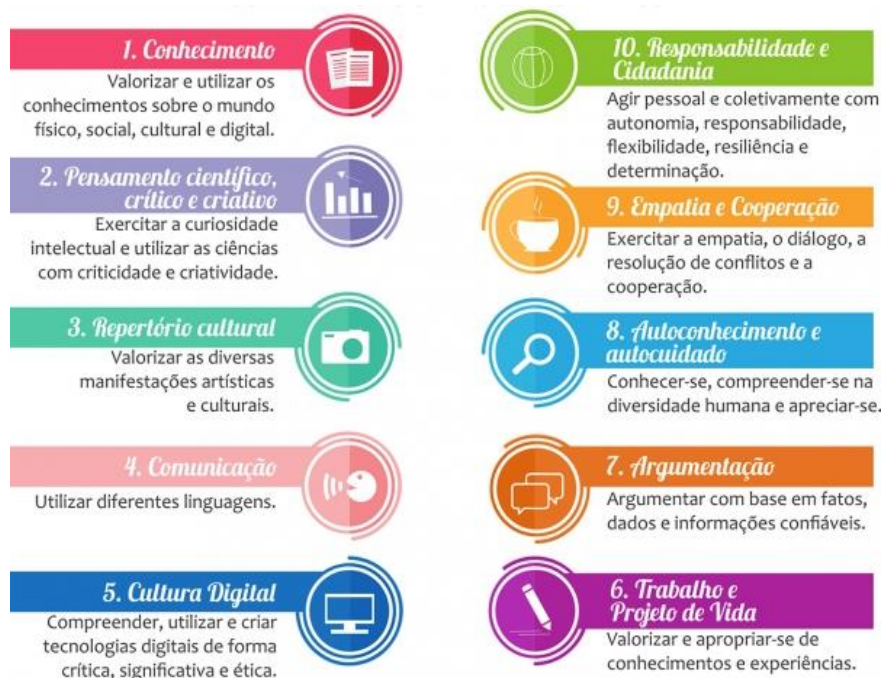 1. Conhecimento
Valorizar e utilizar os
conhecimentos sobre o mundo
físico, social, cultural e digital.
2. Pensamento científico,
crítico e criativo
Exercitar a curiosidade
intelectual e utilizar as ciências
com criticidade e criatividade.
3. Repertório cultural
Valorizar as diversas
manifestações artísticas
e culturais.
4. Comunicação
Utilizar diferentes linguagens.
5. Cultura Digital
Compreender, utilizar e criar
tecnologias digitais de forma
crítica, significativa e ética.
10. Responsabilidade e
Cidadania
Agir pessoal e coletivamente com
autonomia, responsabilidade,
flexibilidade, resiliência e
determinação.
9. Empatia e Cooperação
Exercitar a empatia, o diálogo, a
resolução de conflitos e a
cooperação.
8. Autoconhecimento e
autocuidado
Conhecer-se, compreender-se na
diversidade humana e apreciar-se.
7. Argumentação
Argumentar com base em fatos,
dados e informações confiáveis.
6. Trabalho e
Projeto de Vida
Valorizar e apropriar-se de
conhecimentos e experiências.